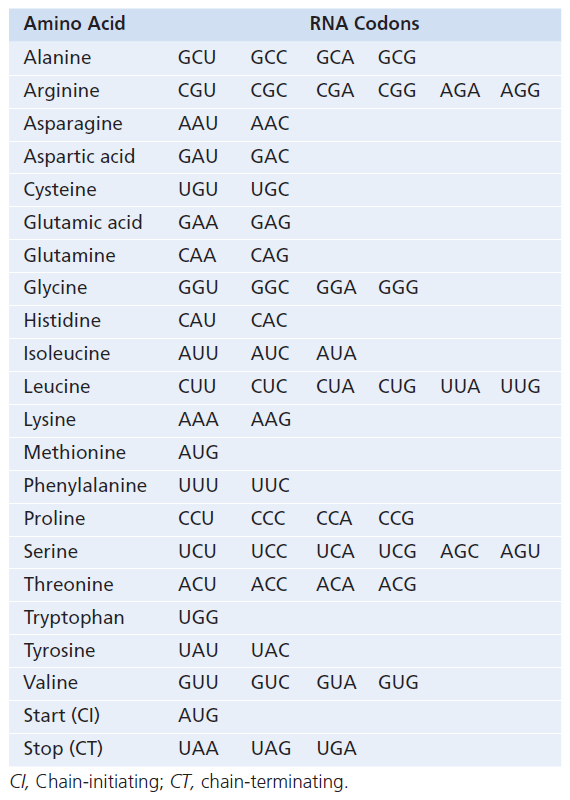 Amino Acid RNA Codons
Alanine GCU GCC GCA GCG
Arginine CGU CGC CGA CGG AGA AGG
Asparagine AAU AAC
Aspartic acid GAU GAC
Cysteine UGU UGC
Glutamic acid GAA GAG
Glutamine CAA CAG
Glycine GGU GGC GGA GGG
Histidine CAU CAC
Isoleucine AUU AUC AUA
Leucine CUU CUC CUA CUG UUA UUG
Lysine AAA AAG
Methionine AUG
Phenylalanine UUU UUC
Proline CCU CCC CCA CCG
Serine UCU UCC UCA UCG AGC AGU
Threonine ACU ACC ACA ACG
Tryptophan UGG
Tyrosine UAU UAC
Valine GUU GUC GUA GUG
Start (CI) AUG
Stop (CT) UAA UAG UGA
CI, Chain-initiating; CT, chain-terminating.